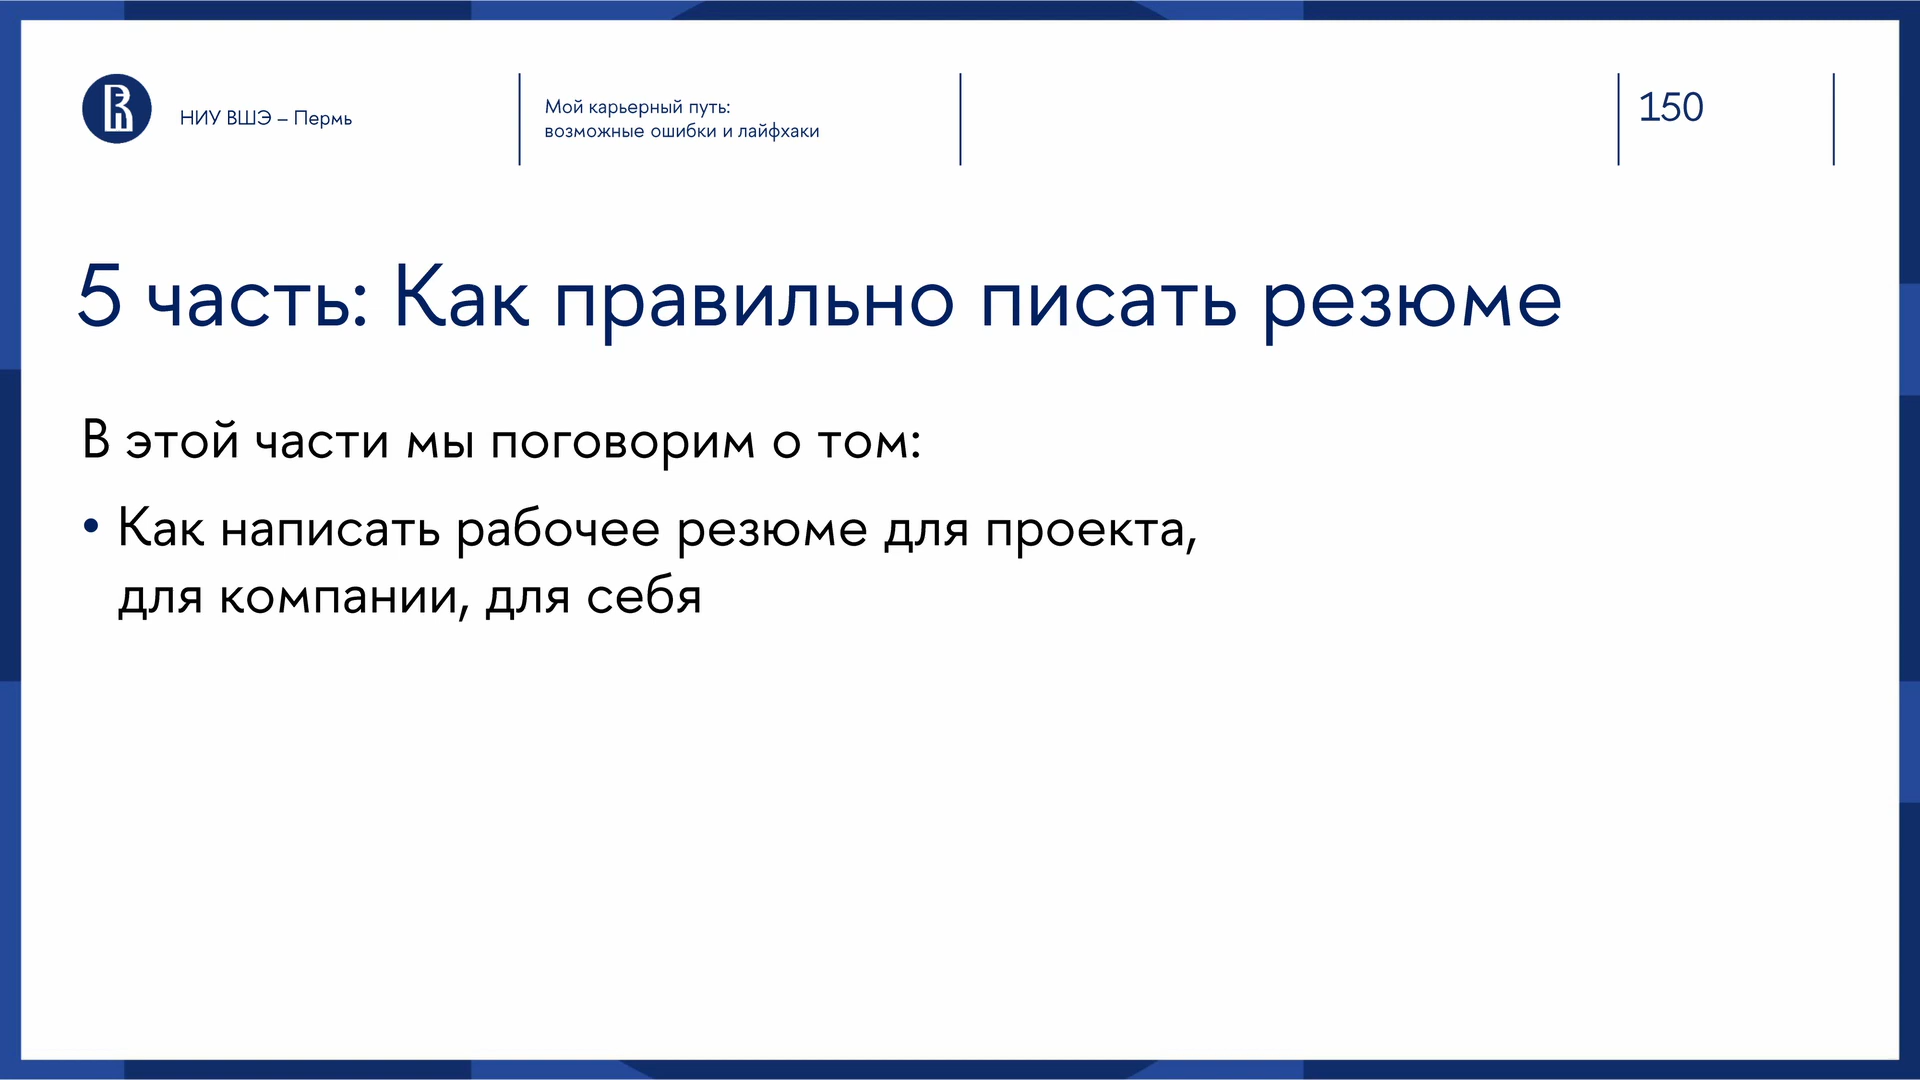 НИУ ВШЭ – Пермь
Мой карьерный путь:
возможные ошибки и лайфхаки
150
5 часть: Как правильно писать резюме
В этой части мы поговорим о том:
• Как написать рабочее резюме для проекта,
для компании, для себя